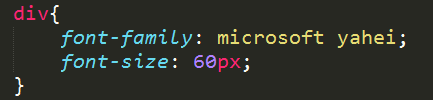 div{
    font-family: microsoft yahei;
    font-size: 60px;
}